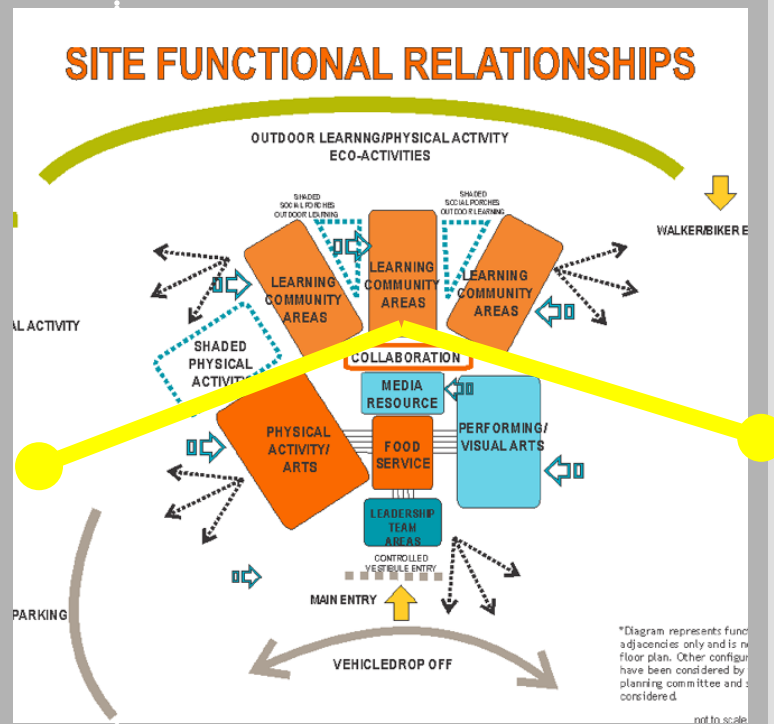 SITE FUNCTIONAL RELATIONSHIPS
OUTDOOR LEARNNG/PHYSICAL ACTIVITY
ECO-ACTIVITIES
SHADED
SOCIAL PORCHES
OUTDOOR LEARNING
SHADED
SOCIAL PORCHES
OUTDOOR LEARNING
WALKER/BIKER E
LEARNING
COMMUNITY
AREAS
LEARNING
COMMUNITY
AREAS
LEARNING
COMMUNITY
AREAS
AL ACTIVITY
SHADED
PHYSICAL
ACTIVITY
COLLABORATION
MEDIA
RESOURCE
PHYSICAL
ACTIVITY/
ARTS
FOOD
SERVICE
PERFORMING/
VISUAL ARTS
LEADERSHIP
TEAM
AREAS
CONTROLLED
VESTIBULE ENTRY
MAIN ENTRY
PARKING
VEHICLEDROP OFF
*Diagram represents func
adjacencies only and is n
floor plan. Other configur
have been considered by
planning committee and s
considered.
not to scale